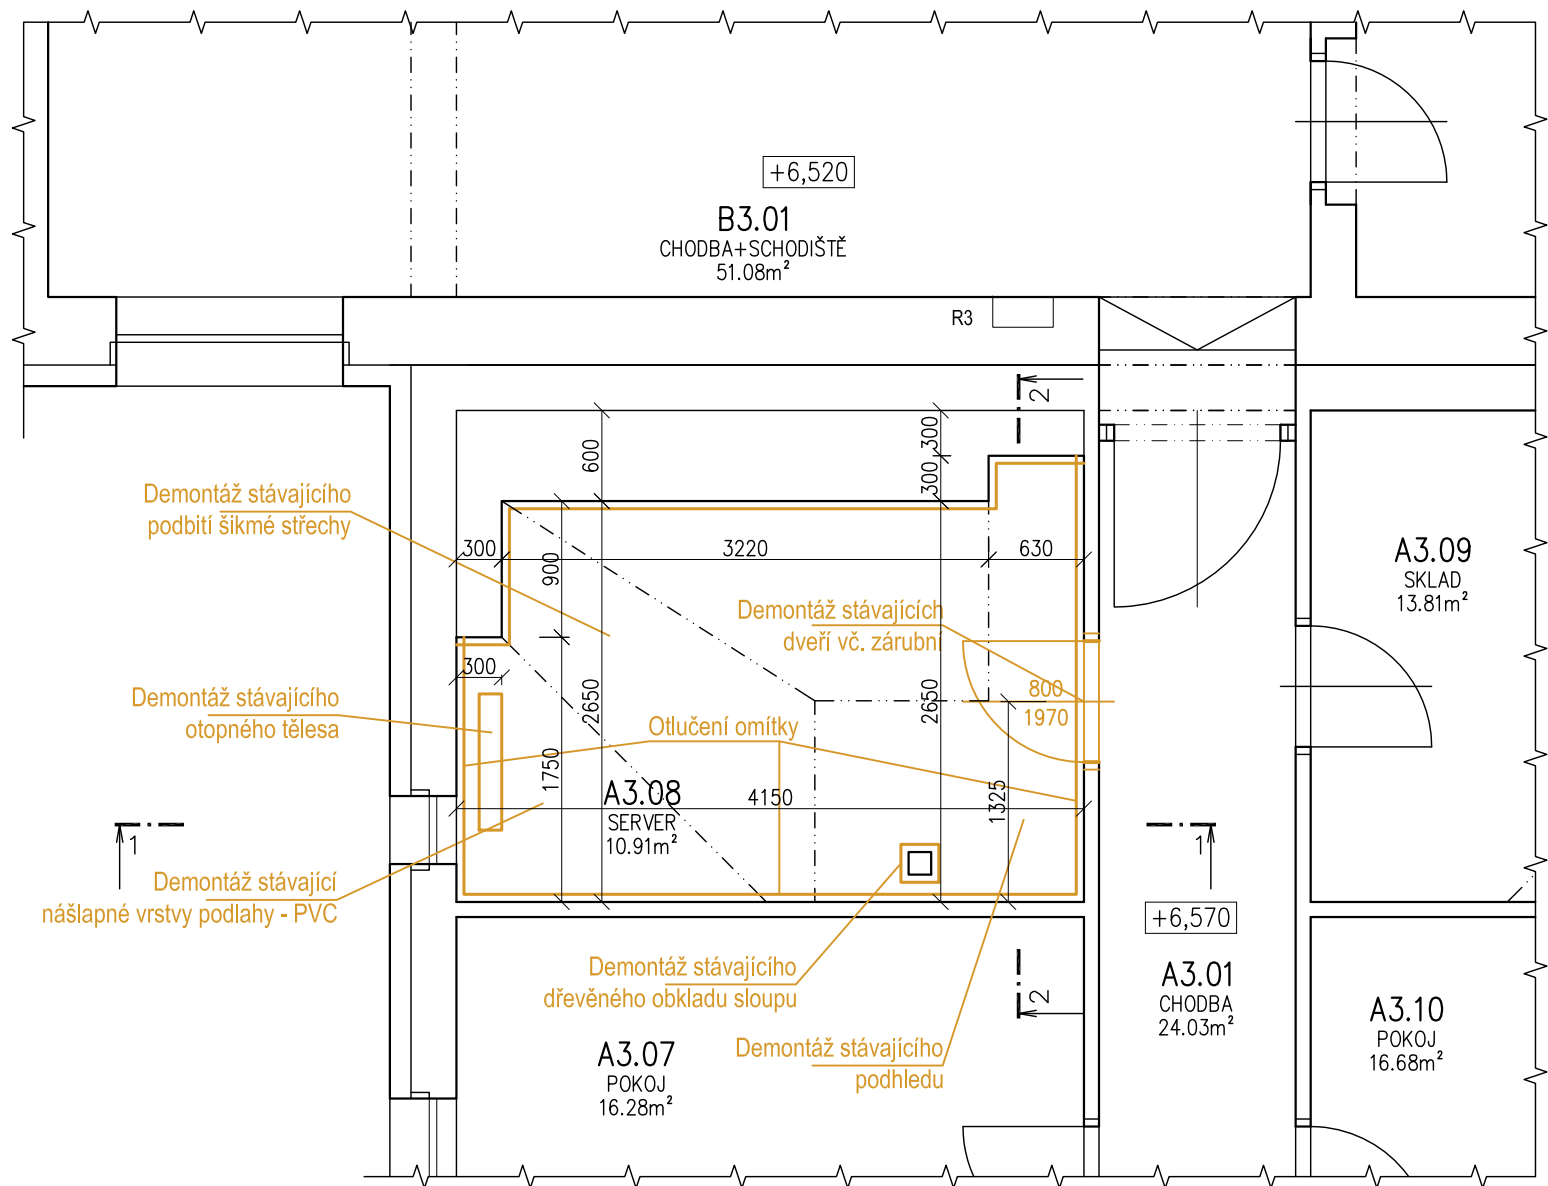 +6,520
B3.01
CHODBA+SCHODIŠTĚ
51.08m²
R3
2
300
600
300
Demontáž stávajícího
podbití šikmé střechy
300
3220
630
900
A3.09
SKLAD
13.81m²
Demontáž stávajících
dveří vč. zárubní
300
Demontáž stávajícího
otopného tělesa
2650
2650
800
1970
Otlučení omítky
1750
A3.08
SERVER
10.91m²
4150
1325
1
1
Demontáž stávající
nášlapné vrstvy podlahy - PVC
+6,570
Demontáž stávajícího
dřevěného obkladu sloupu
2
A3.01
CHODBA
24.03m²
A3.10
POKOJ
16.68m²
A3.07
POKOJ
16.28m²
Demontáž stávajícího
podhledu